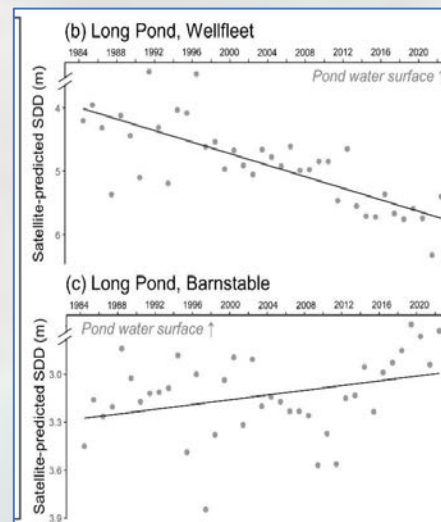 (b) Long Pond, Wellfleet
1984 1988 1992 1996 2000 2004 2008 2012 2016 2020
Pond water surface ↑
Satellite-predicted SDD (m)
4
5
6
(c) Long Pond, Barnstable
1984 1988 1992 1996 2000 2004 2008 2012 2016 2020
Pond water surface ↑
Satellite-predicted SDD (m)
3.0
3.3
3.6
3.9